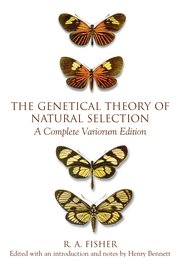 THE GENETICAL THEORY OF
NATURAL SELECTION
A Complete Variorum Edition
R. A. FISHER
Edited with an introduction and notes by Henry Bennett